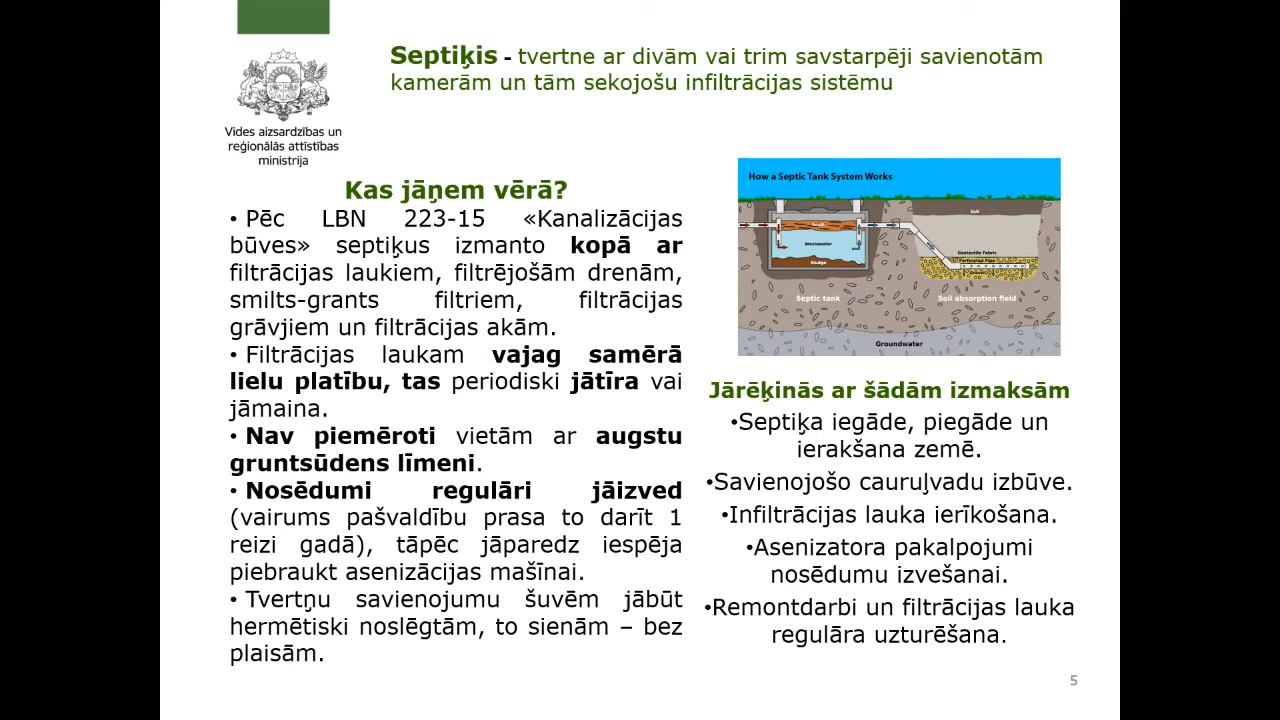 Septiķis - tvertne ar divām vai trim savstarpēji savienotām
kamerām un tām sekojošu infiltrācijas sistēmu
Vides aizsardzības un
reģionālās attīstības
ministrija
Kas jāņem vērā?
• Pēc LBN 223-15 «Kanalizācijas
būves» septiķus izmanto kopā ar
filtrācijas laukiem, filtrējošām drenām,
smilts-grants filtriem, filtrācijas
grāvjiem un filtrācijas akām.
• Filtrācijas laukam vajag samērā
lielu platību, tas periodiski jātīra vai
jāmaina.
• Nav piemēroti vietām ar augstu
gruntsūdens līmeni.
• Nosēdumi regulāri jāizved
(vairums pašvaldību prasa to darīt 1
reizi gadā), tāpēc jāparedz iespēja
piebraukt asenizācijas mašīnai.
• Tvertņu savienojumu šuvēm jābūt
hermētiski noslēgtām, to sienām – bez
plaisām.
How a Septic Tank System Works
Soil
Scum
Wastewater
Sludge
Geotextile Fabric
Perforated Pipe
Gravel
Septic tank
Soil absorption field
Groundwater
Jārēķinās ar šādām izmaksām
•Septiķa iegāde, piegāde un
ierakšana zemē.
•Savienojošo cauruļvadu izbūve.
•Infiltrācijas lauka ierīkošana.
•Asenizatora pakalpojumi
nosēdumu izvešanai.
•Remontdarbi un filtrācijas lauka
regulāra uzturēšana.
5